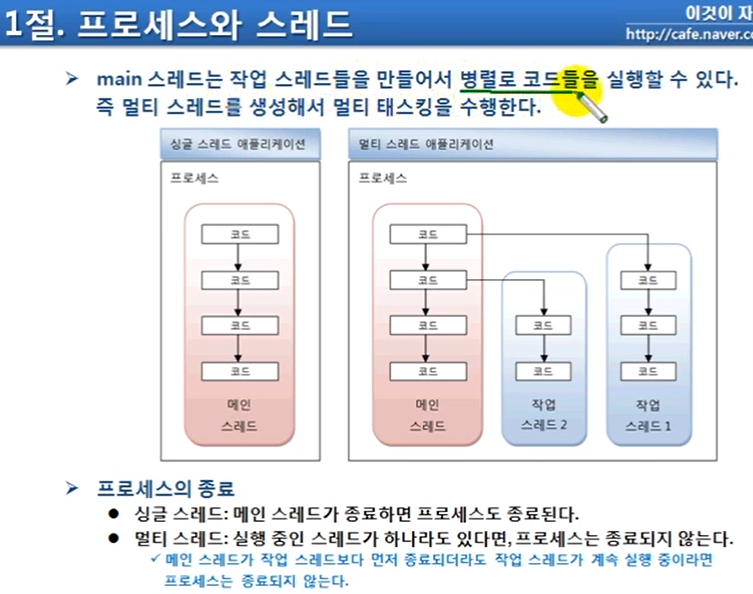 1절. 프로세스와 스레드
이것이 자
http://cafe.naver.co
➢ main 스레드는 작업 스레드들을 만들어서 병렬로 코드들을 실행할 수 있다.
즉 멀티 스레드를 생성해서 멀티 태스킹을 수행한다.
싱글 스레드 애플리케이션
프로세스
코드
코드
코드
코드
메인
스레드
멀티 스레드 애플리케이션
프로세스
코드
코드
코드
코드
메인
스레드
코드
코드
작업
스레드 2
코드
코드
코드
작업
스레드 1
➢ 프로세스의 종료
● 싱글 스레드: 메인 스레드가 종료하면 프로세스도 종료된다.
● 멀티 스레드: 실행 중인 스레드가 하나라도 있다면, 프로세스는 종료되지 않는다.
✓ 메인 스레드가 작업 스레드보다 먼저 종료되더라도 작업 스레드가 계속 실행 중이라면
프로세스는 종료되지 않는다.